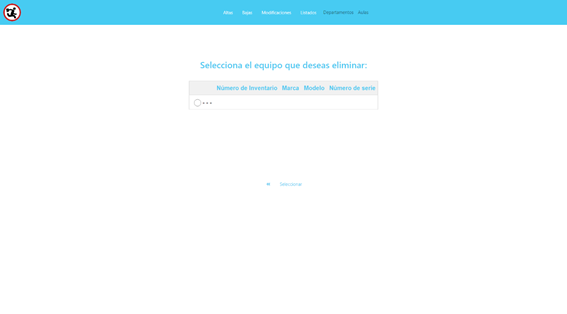 Altas Bajas Modificaciones Listados Departamentos Aulas
Selecciona el equipo que deseas eliminar:
Número de Inventario Marca Modelo Número de serie
Seleccionar